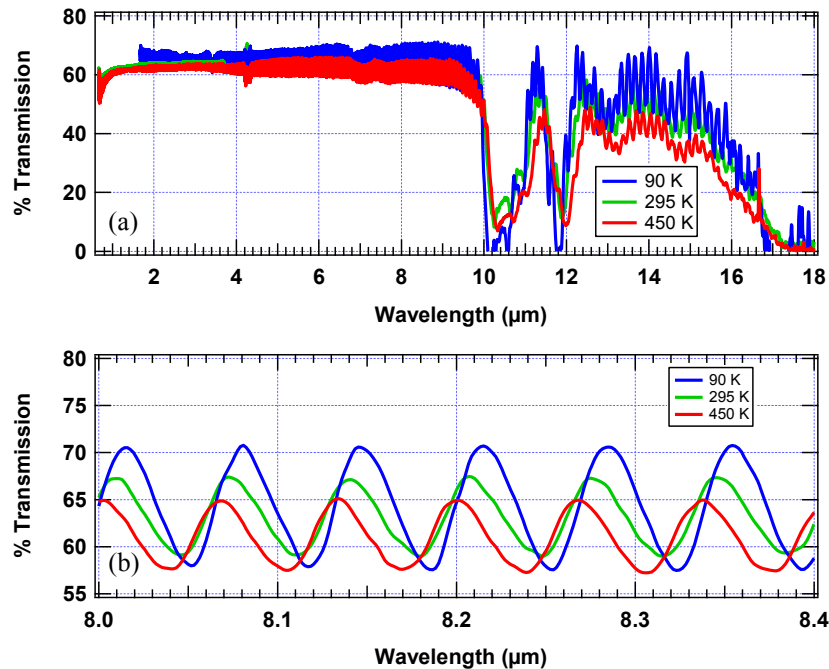 80
60
40
20
0
% Transmission
(a)
90 K
295 K
450 K
2 4 6 8 10 12 14 16 18
Wavelength (µm)
80
75
70
65
60
55
% Transmission
(b)
90 K
295 K
450 K
8.0 8.1 8.2 8.3 8.4
Wavelength (µm)